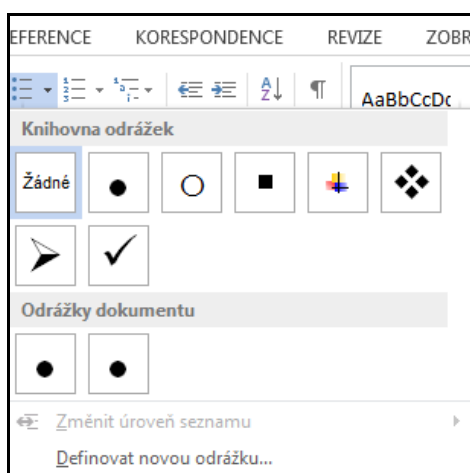 EFERENCE KORESPONDENCE REVIZE ZOBR
AaBbCcDc
Knihovna odrážek
Žádné
Odrážky dokumentu
Změnit úroveň seznamu
Definovat novou odrážku...